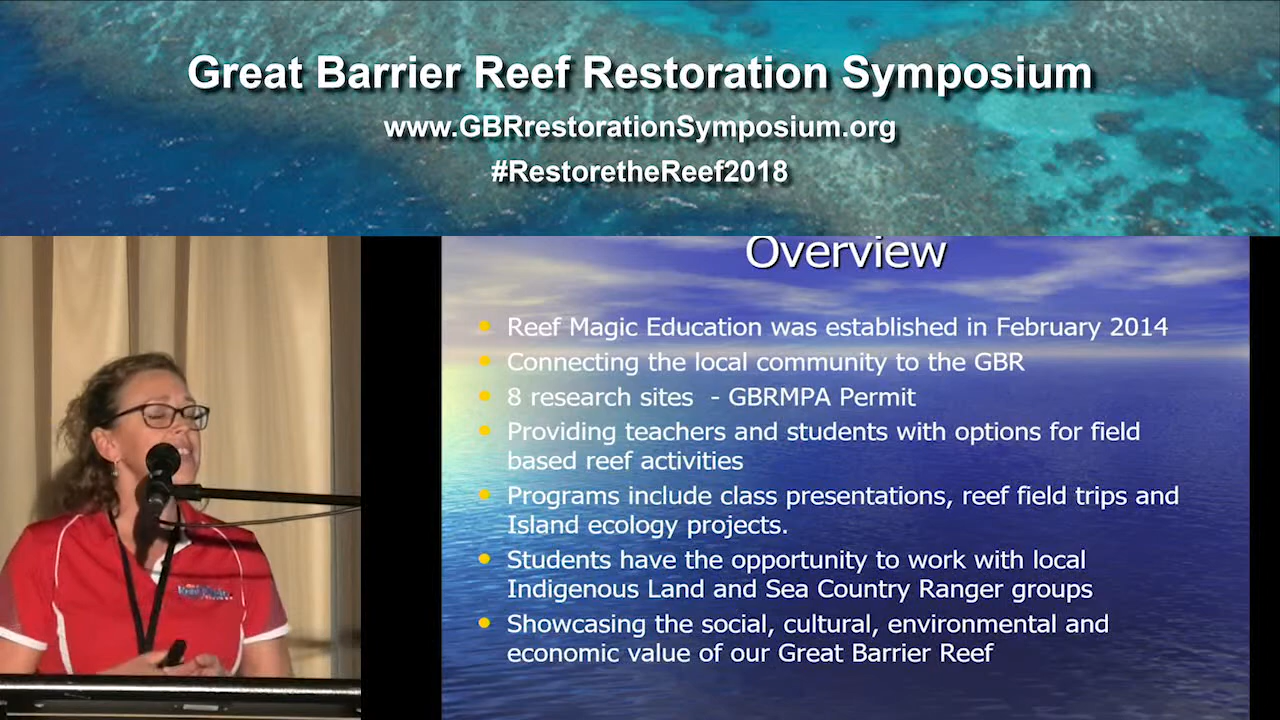 Great Barrier Reef Restoration Symposium
www.GBRrestorationSymposium.org
#RestoretheReef2018
Overview
• Reef Magic Education was established in February 2014
• Connecting the local community to the GBR
• 8 research sites - GBRMPA Permit
• Providing teachers and students with options for field
based reef activities
• Programs include class presentations, reef field trips and
Island ecology projects.
• Students have the opportunity to work with local
Indigenous Land and Sea Country Ranger groups
• Showcasing the social, cultural, environmental and
economic value of our Great Barrier Reef